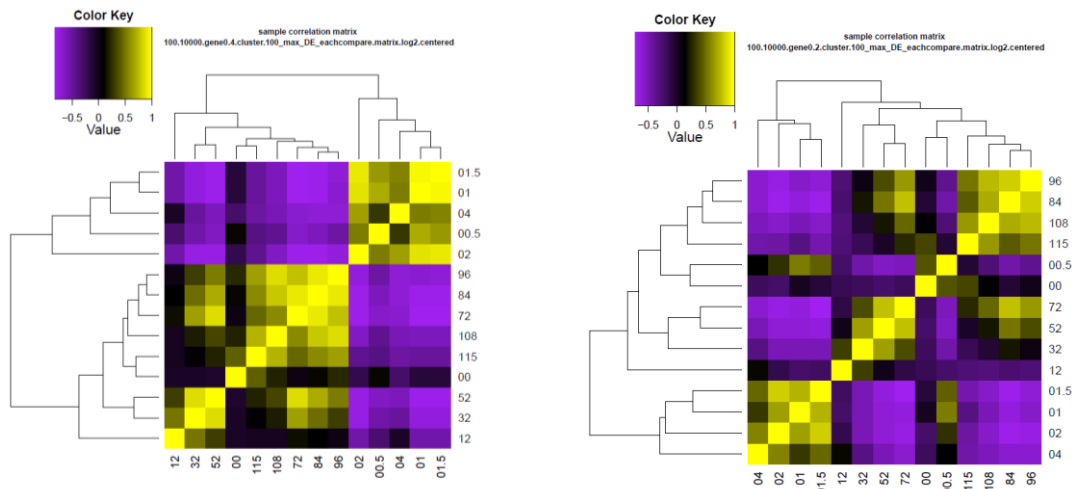 Color Key
−0.5 0 0.5 1
Value
sample correlation matrix
100.10000.gene0.4.cluster.100_max_DE_eachcompare.matrix.log2.centered
01.5
01
04
00.5
02
96
84
72
108
115
00
52
32
12
12 32 52 00 115 108 72 84 96 02 00.5 04 01 01.5
Color Key
−0.5 0 0.5 1
Value
sample correlation matrix
100.10000.gene0.2.cluster.100_max_DE_eachcompare.matrix.log2.centered
96
84
108
115
00.5
00
72
52
32
12
01.5
01
02
04
04 02 01 01.5 12 32 52 72 00 00.5 115 108 84 96